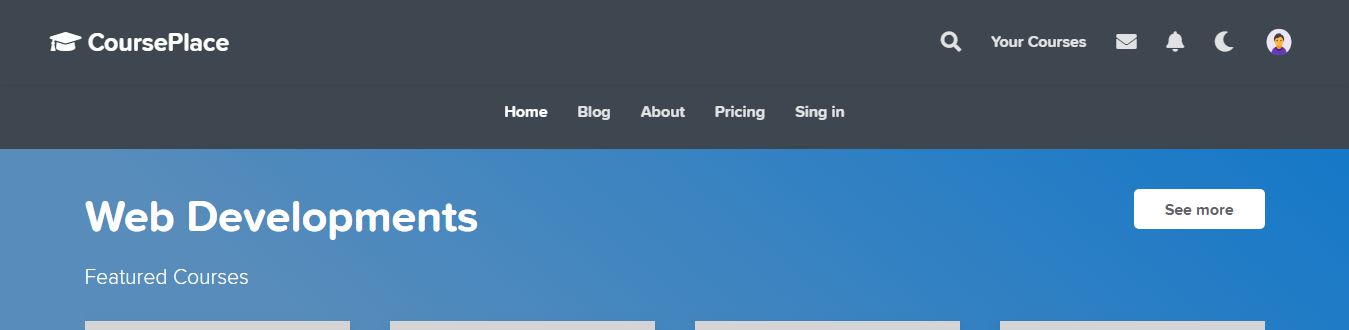 CoursePlace
Your Courses
Home Blog About Pricing Sing in
Web Developments
See more
Featured Courses